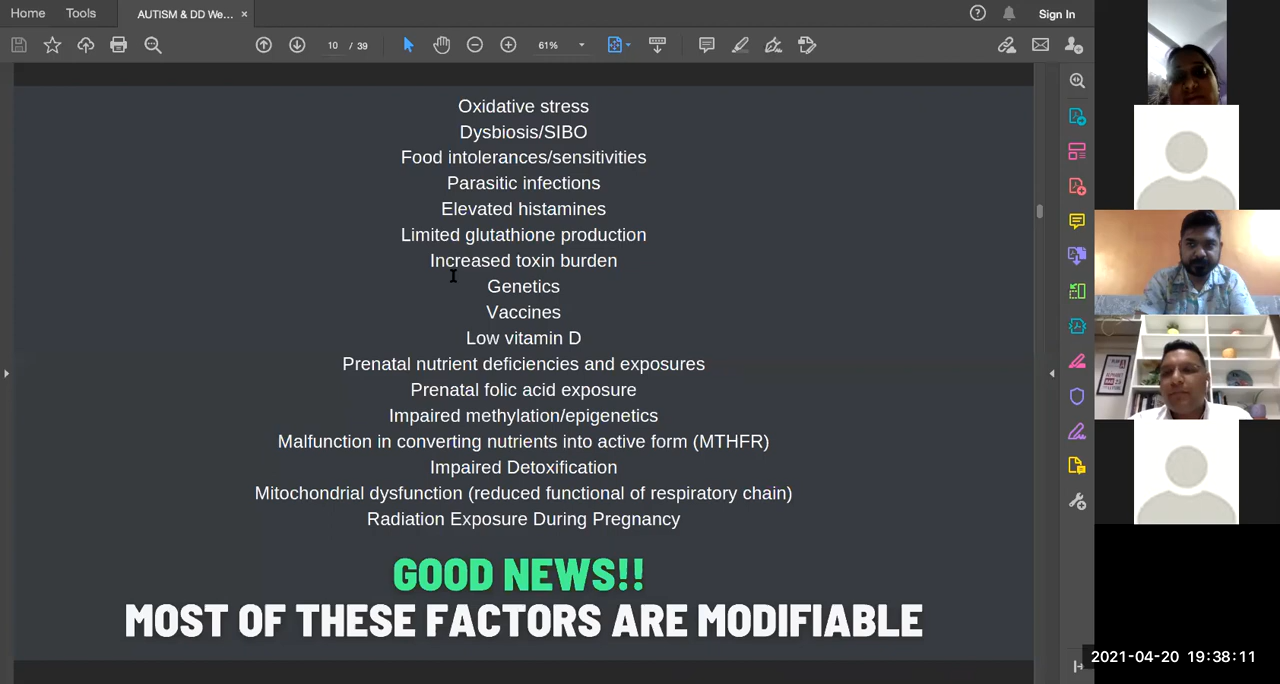 Home
Tools
AUTISM & DD We... ×
Sign In
10 / 39
61%
Oxidative stress
Dysbiosis/SIBO
Food intolerances/sensitivities
Parasitic infections
Elevated histamines
Limited glutathione production
Increased toxin burden
Genetics
Vaccines
Low vitamin D
Prenatal nutrient deficiencies and exposures
Prenatal folic acid exposure
Impaired methylation/epigenetics
Malfunction in converting nutrients into active form (MTHFR)
Impaired Detoxification
Mitochondrial dysfunction (reduced functional of respiratory chain)
Radiation Exposure During Pregnancy
GOOD NEWS!!
MOST OF THESE FACTORS ARE MODIFIABLE
2021-04-20 19:38:11